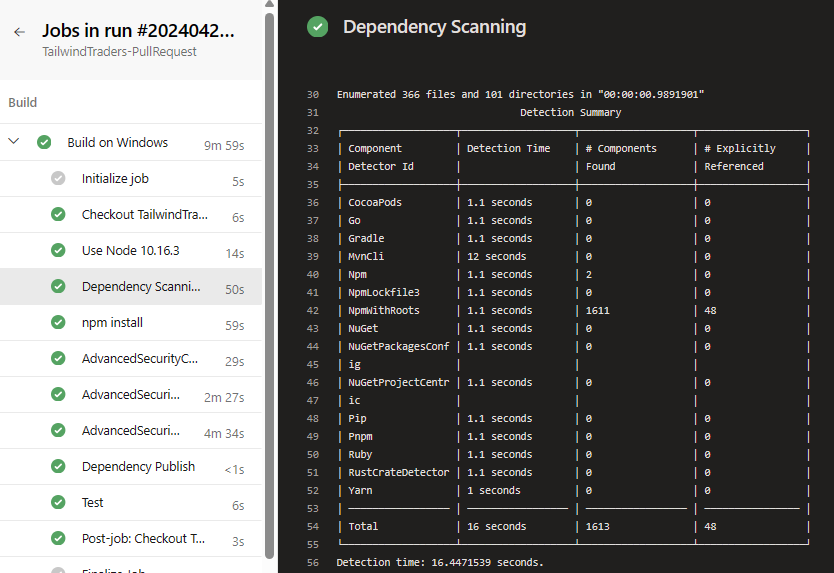 Jobs in run #2024042...
TailwindTraders-PullRequest
Build
Build on Windows 9m 59s
Initialize job 5s
Checkout TailwindTra... 6s
Use Node 10.16.3 14s
Dependency Scanni... 50s
npm install 59s
AdvancedSecurityC... 29s
AdvancedSecuri... 2m 27s
AdvancedSecuri... 4m 34s
Dependency Publish <1s
Test 6s
Post-job: Checkout T... 3s
Finalize Job
Dependency Scanning
30 Enumerated 366 files and 101 directories in "00:00:00.9891901"
31 Detection Summary
32
33 Component | Detection Time | # Components | # Explicitly
34 Detector Id | | Found | Referenced
35
36 CocoaPods | 1.1 seconds | 0 | 0
37 Go | 1.1 seconds | 0 | 0
38 Gradle | 1.1 seconds | 0 | 0
39 MvnCli | 12 seconds | 0 | 0
40 Npm | 1.1 seconds | 2 | 0
41 NpmLockfile3 | 1.1 seconds | 0 | 0
42 NpmWithRoots | 1.1 seconds | 1611 | 48
43 NuGet | 1.1 seconds | 0 | 0
44 NuGetPackagesConf | 1.1 seconds | 0 | 0
45 ig | | |
46 NuGetProjectCentr | 1.1 seconds | 0 | 0
47 ic | | |
48 Pip | 1.1 seconds | 0 | 0
49 Pnpm | 1.1 seconds | 0 | 0
50 Ruby | 1.1 seconds | 0 | 0
51 RustCrateDetector | 1.1 seconds | 0 | 0
52 Yarn | 1 seconds | 0 | 0
53
54 Total | 16 seconds | 1613 | 48
55
56 Detection time: 16.4471539 seconds.